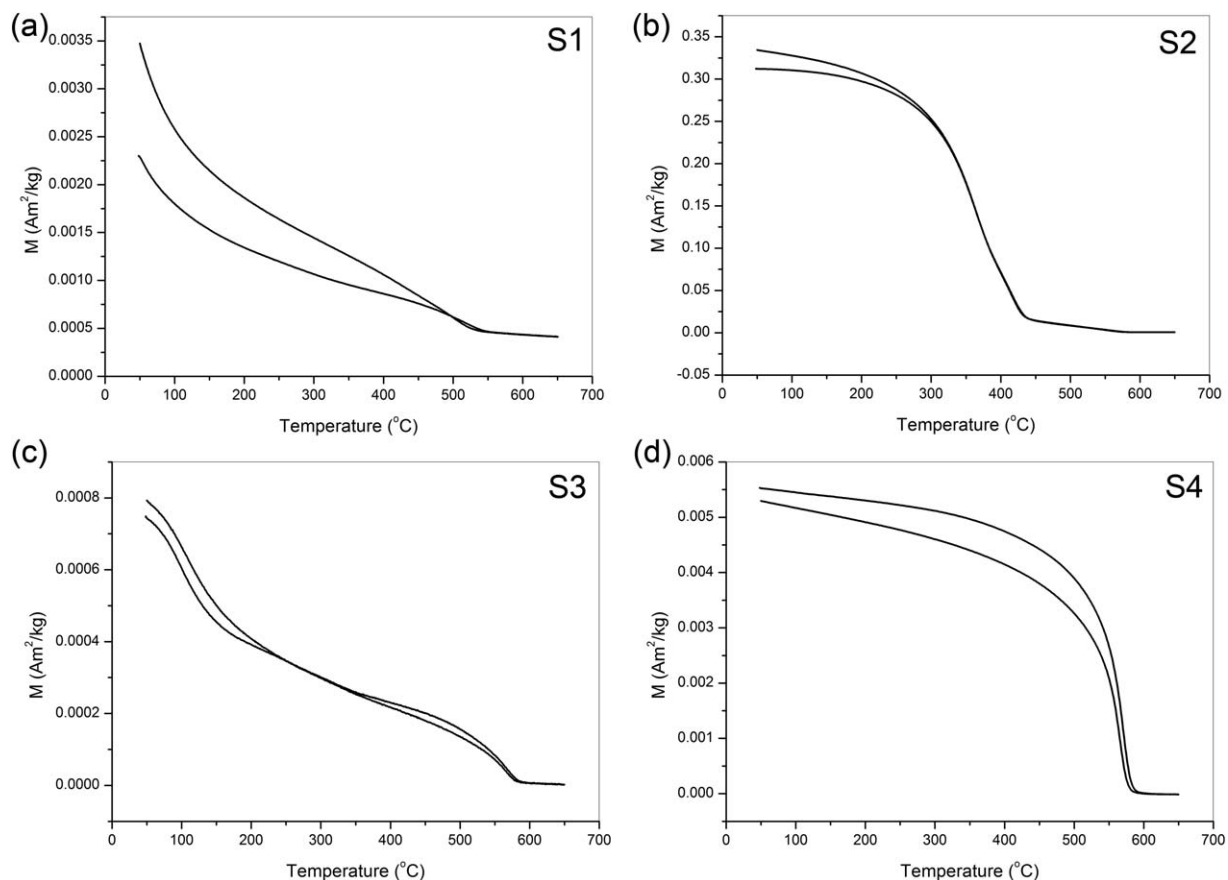 (a)
S1
0.0035
0.0030
0.0025
0.0020
0.0015
0.0010
0.0005
0.0000
M (Am²/kg)
0 100 200 300 400 500 600 700
Temperature (°C)
(b)
S2
0.35
0.30
0.25
0.20
0.15
0.10
0.05
0.00
-0.05
M (Am²/kg)
0 100 200 300 400 500 600 700
Temperature (°C)
(c)
S3
0.0008
0.0006
0.0004
0.0002
0.0000
M (Am²/kg)
0 100 200 300 400 500 600 700
Temperature (°C)
(d)
S4
0.006
0.005
0.004
0.003
0.002
0.001
0.000
M (Am²/kg)
0 100 200 300 400 500 600 700
Temperature (°C)